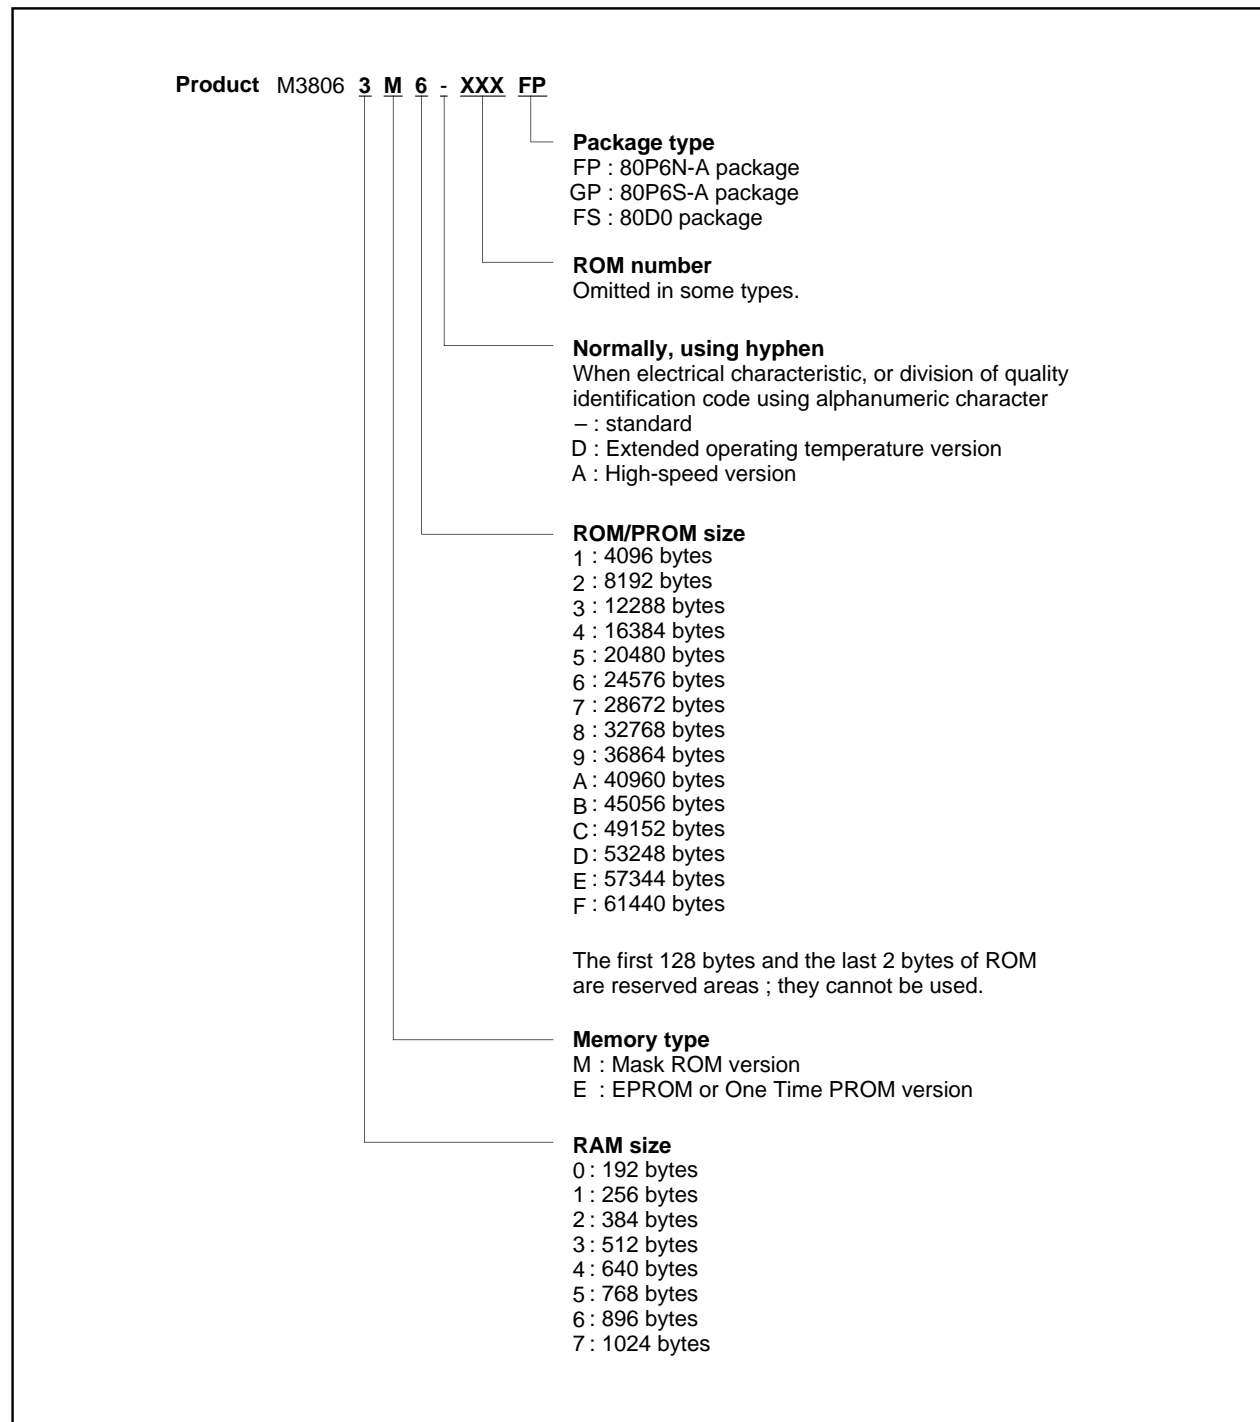 Product M3806 3 M 6 - XXX FP
Package type
FP : 80P6N-A package
GP : 80P6S-A package
FS : 80D0 package
ROM number
Omitted in some types.
Normally, using hyphen
When electrical characteristic, or division of quality
identification code using alphanumeric character
– : standard
D : Extended operating temperature version
A : High-speed version
ROM/PROM size
1 : 4096 bytes
2 : 8192 bytes
3 : 12288 bytes
4 : 16384 bytes
5 : 20480 bytes
6 : 24576 bytes
7 : 28672 bytes
8 : 32768 bytes
9 : 36864 bytes
A : 40960 bytes
B : 45056 bytes
C : 49152 bytes
D : 53248 bytes
E : 57344 bytes
F : 61440 bytes
The first 128 bytes and the last 2 bytes of ROM
are reserved areas ; they cannot be used.
Memory type
M : Mask ROM version
E : EPROM or One Time PROM version
RAM size
0 : 192 bytes
1 : 256 bytes
2 : 384 bytes
3 : 512 bytes
4 : 640 bytes
5 : 768 bytes
6 : 896 bytes
7 : 1024 bytes